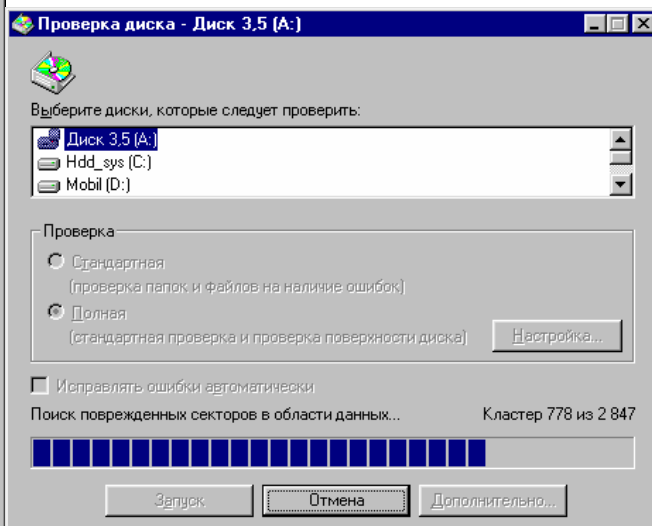 Проверка диска - Диск 3,5 (A:)
Выберите диски, которые следует проверить:
Диск 3,5 (A:)
Hdd_sys (C:)
Mobil (D:)
Проверка
Стандартная
(проверка папок и файлов на наличие ошибок)
Полная
(стандартная проверка и проверка поверхности диска)
Настройка...
Исправлять ошибки автоматически
Поиск поврежденных секторов в области данных... Кластер 778 из 2 847
Запуск Отмена Дополнительно...